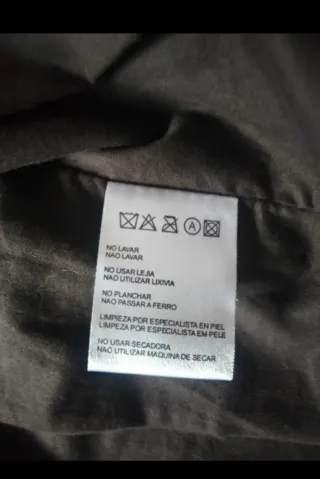 A
NO LAVAR
NAO LAVAR
NO USAR LEJIA
NAO UTILIZAR LIXIVIA
NO PLANCHAR
NAO PASSAR A FERRO
LIMPIEZA POR ESPECIALISTA EN PIEL
LIMPIEZA POR ESPECIALISTA EM PELE
NO USAR SECADORA
NAO UTILIZAR MAQUINA DE SECAR